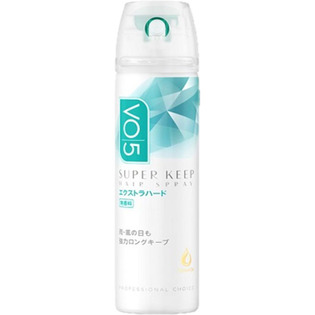 VO5
SUPER KEEP
HAIR SPRAY
エクストラハード
無香料
雨・風の日も
強力ロングキープ
PROFESSIONAL CHOICE